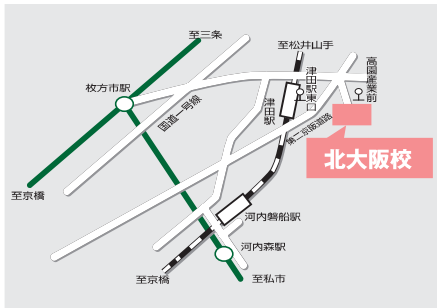 至三条
至松井山手
高園産業前
津田駅東口
枚方市駅
津田駅
国道一号線
第二京阪道路
北大阪校
至京橋
河内磐船駅
河内森駅
至京橋
至私市